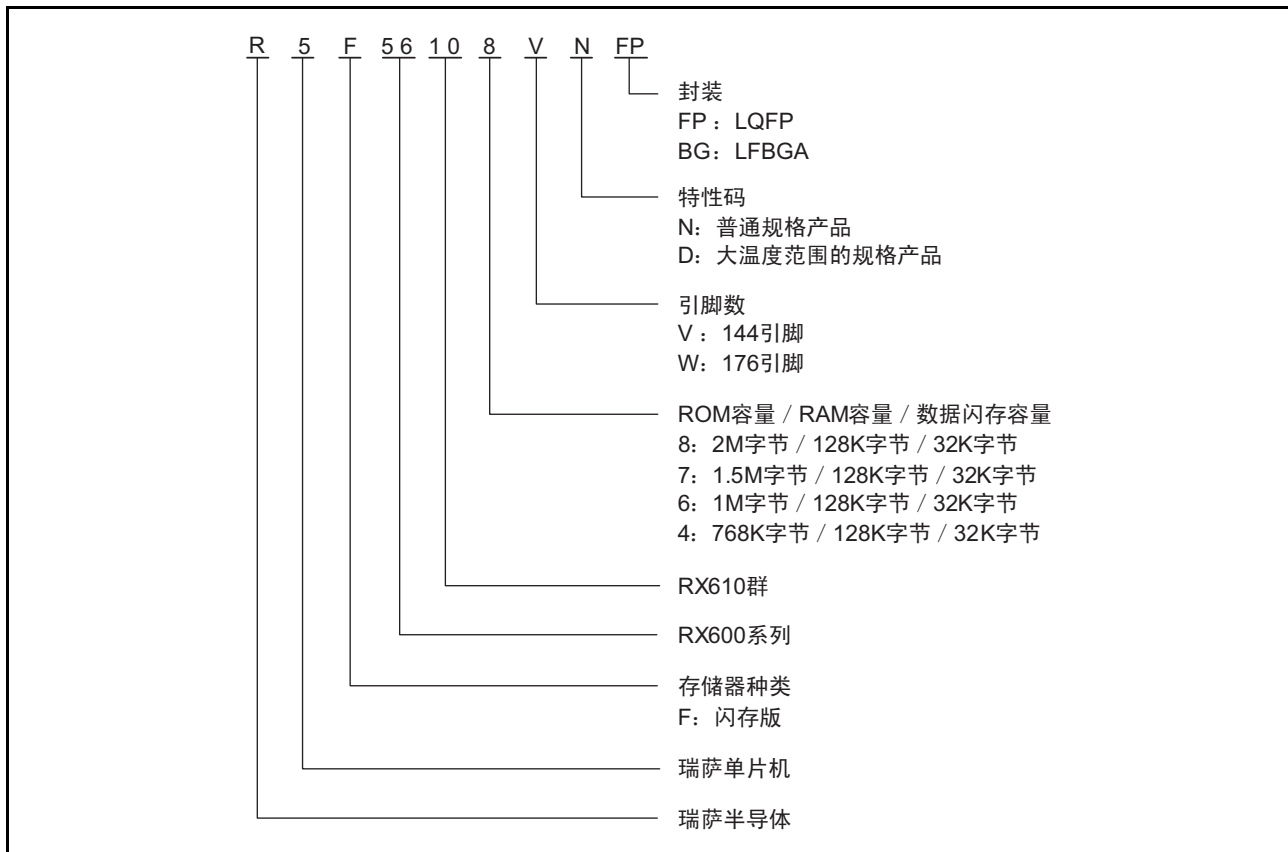 R 5 F 56 10 8 V N FP
封装
FP：LQFP
BG：LFBGA
特性码
N：普通规格产品
D：大温度范围的规格产品
引脚数
V：144引脚
W：176引脚
ROM容量／RAM容量／数据闪存容量
8：2M字节／128K字节／32K字节
7：1.5M字节／128K字节／32K字节
6：1M字节／128K字节／32K字节
4：768K字节／128K字节／32K字节
RX610群
RX600系列
存储器种类
F：闪存版
瑞萨单片机
瑞萨半导体